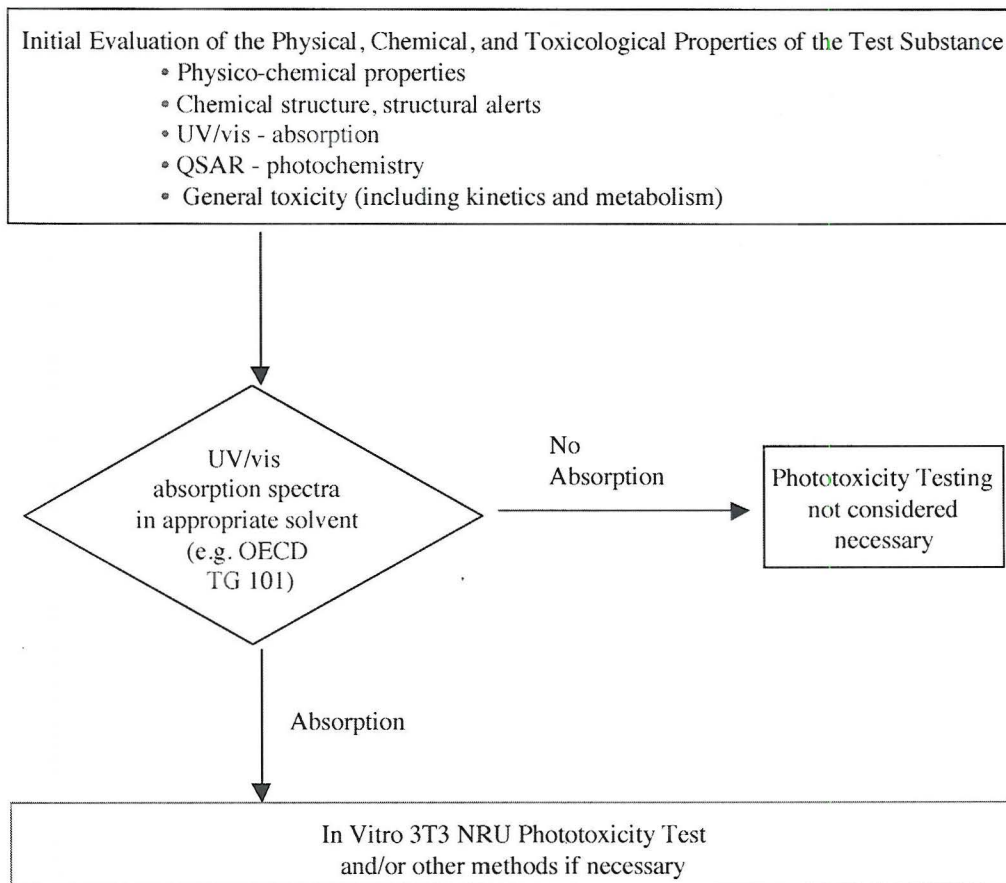 Initial Evaluation of the Physical, Chemical, and Toxicological Properties of the Test Substance
• Physico-chemical properties
• Chemical structure, structural alerts
• UV/vis - absorption
• QSAR - photochemistry
• General toxicity (including kinetics and metabolism)
UV/vis
absorption spectra
in appropriate solvent
(e.g. OECD
TG 101)
No
Absorption
Phototoxicity Testing
not considered
necessary
Absorption
In Vitro 3T3 NRU Phototoxicity Test
and/or other methods if necessary